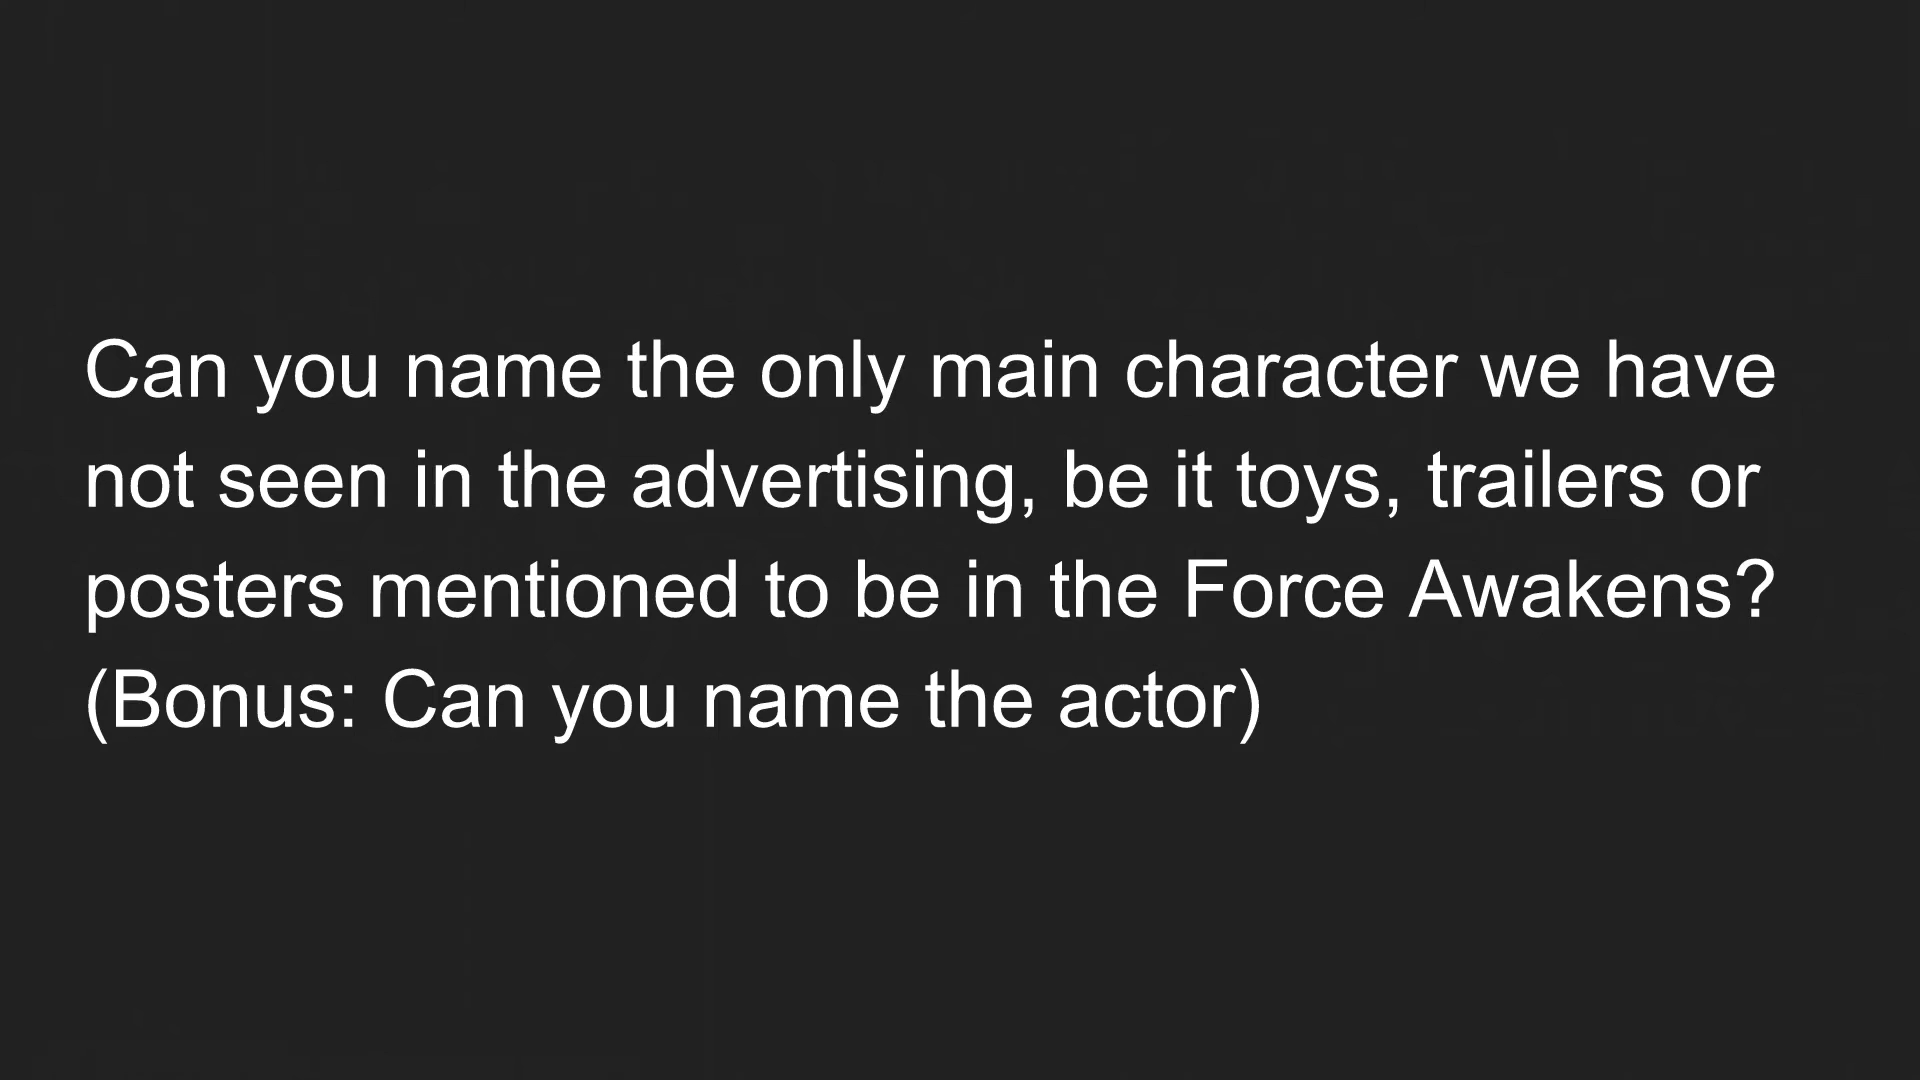 Can you name the only main character we have
not seen in the advertising, be it toys, trailers or
posters mentioned to be in the Force Awakens?
(Bonus: Can you name the actor)